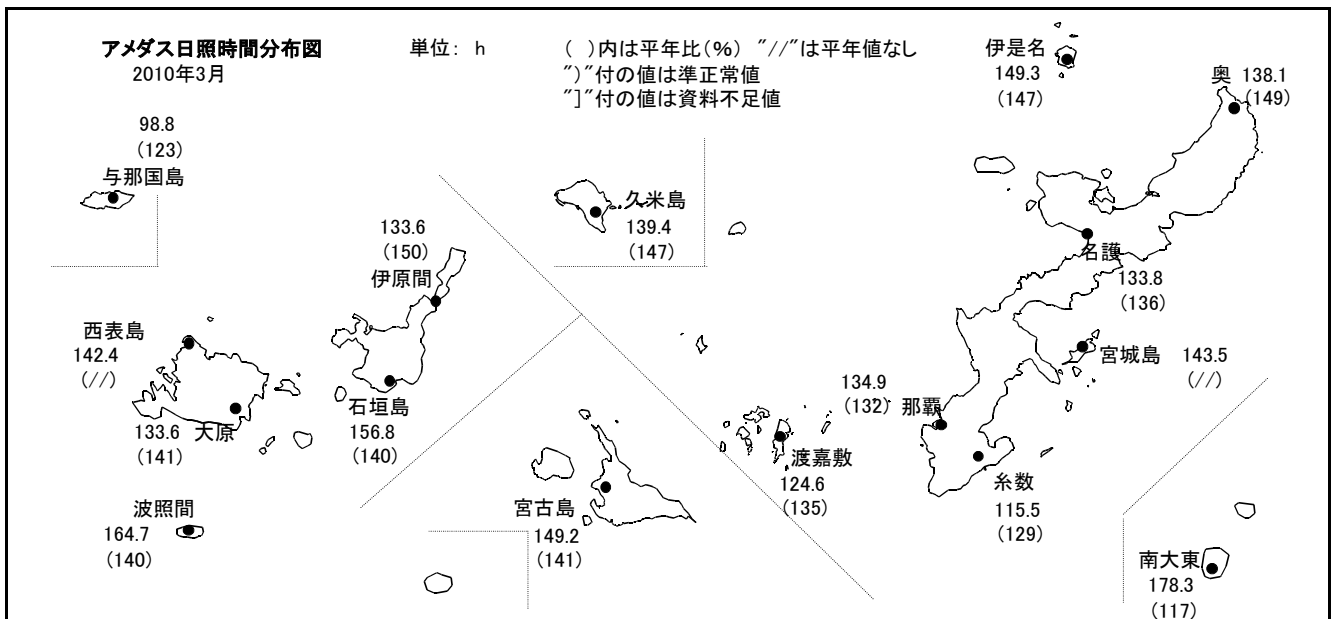 アメダス日照時間分布図 単位: h ( )内は平年比(%) "//"は平年値なし
2010年3月 ")"付の値は準正常値
"]"付の値は資料不足値
伊是名
149.3
(147)
奥 138.1
(149)
98.8
(123)
与那国島
久米島
139.4
(147)
133.6
(150)
伊原間
名護
133.8
(136)
西表島
142.4
(//)
宮城島 143.5
(//)
134.9
(132) 那覇
133.6 大原
(141)
石垣島
156.8
(140)
渡嘉敷
124.6
(135)
糸数
115.5
(129)
波照間
164.7
(140)
宮古島
149.2
(141)
南大東
178.3
(117)